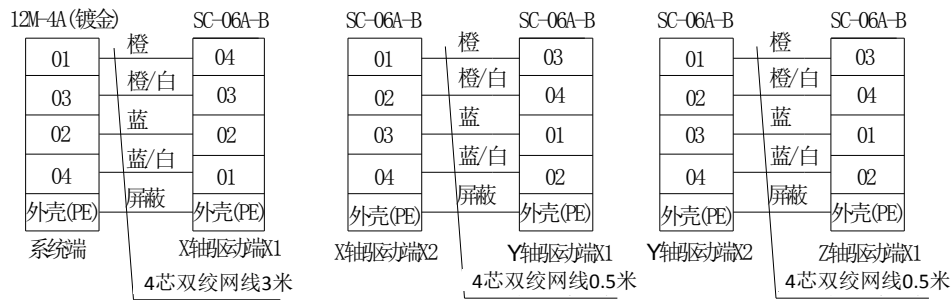 12M-4A(镀金) SC-06A-B
01 橙 04
03 橙/白 03
02 蓝 02
04 蓝/白 01
外壳(PE) 屏蔽 外壳(PE)
系统端 X轴驱动端X1
4芯双绞网线3米
SC-06A-B SC-06A-B
01 橙 03
02 橙/白 04
03 蓝 01
04 蓝/白 02
外壳(PE) 屏蔽 外壳(PE)
X轴驱动端X2 Y轴驱动端X1
4芯双绞网线0.5米
SC-06A-B SC-06A-B
01 橙 03
02 橙/白 04
03 蓝 01
04 蓝/白 02
外壳(PE) 屏蔽 外壳(PE)
Y轴驱动端X2 Z轴驱动端X1
4芯双绞网线0.5米